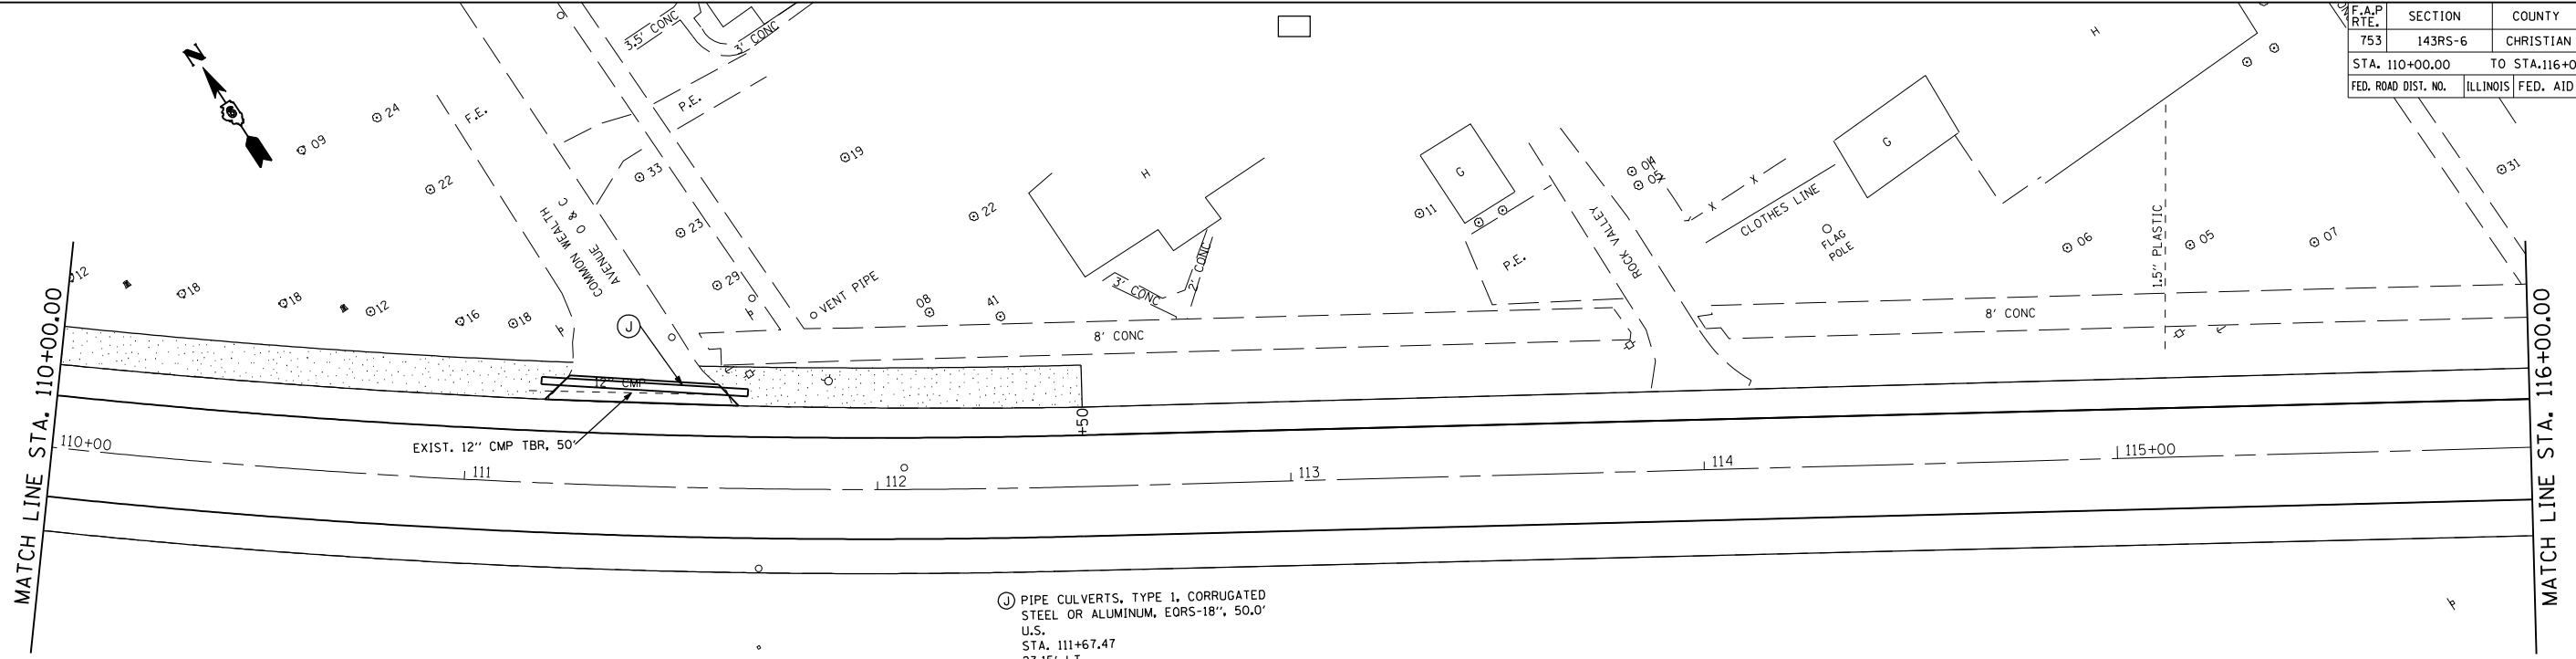 F.A.P RTE. SECTION COUNTY
753 143RS-6 CHRISTIAN
STA. 110+00.00 TO STA.116+0
FED. ROAD DIST. NO. ILLINOIS FED. AID
N
6
3.5' CONC
3' CONC
P.E.
F.E.
H
24
09
22
33
19
23
29
22
COMMON WEALTH
AVENUE O & C
VENT PIPE
08
41
H
3' CONC
2' CONC
G
11
P.E.
ROCK VALLEY
04
05
X
X
X
CLOTHES LINE
G
FLAG
POLE
06
1.5" PLASTIC
05
07
31
12
18
18
12
16
18
J
8' CONC
8' CONC
12" CMP
EXIST. 12" CMP TBR, 50'
+50
110+00
111
112
113
114
115+00
MATCH LINE STA. 110+00.00
MATCH LINE STA. 116+00.00
J PIPE CULVERTS, TYPE 1, CORRUGATED
STEEL OR ALUMINUM, EQRS-18", 50.0'
U.S.
STA. 111+67.47